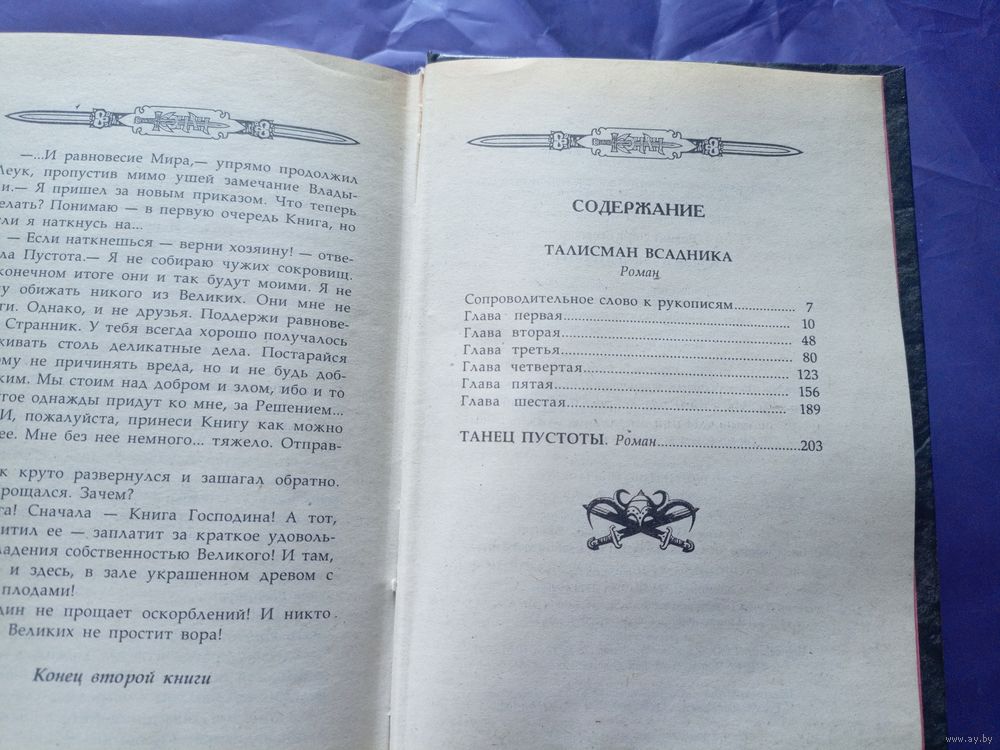 —...И равновесие Мира,— упрямо продолжил
пропустив мимо ушей замечание Влады-
Я пришел за новым приказом. Что теперь
Понимаю — в первую очередь Книга, но
я наткнусь на...
— Если наткнешься — верни хозяину! — отве-
Пустота.— Я не собираю чужих сокровищ.
конечном итоге они и так будут моими. Я не
обижать никого из Великих. Они мне не
Однако, и не друзья. Поддержи равнове-
Странник. У тебя всегда хорошо получалось
столь деликатные дела. Постарайся
не причинять вреда, но и не будь доб-
Мы стоим над добром и злом, ибо и то
однажды придут ко мне, за Решением...
И, пожалуйста, принеси Книгу как можно
Мне без нее немного... тяжело. Отправ-
круто развернулся и зашагал обратно.
Зачем?
Сначала — Книга Господина! А тот,
ее — заплатит за краткое удоволь-
собственностью Великого! И там,
и здесь, в зале украшенном древом с
плодами!
не прощает оскорблений! И никто
Великих не простит вора!
Конец второй книги
СОДЕРЖАНИЕ
ТАЛИСМАН ВСАДНИКА
Роман
Сопроводительное слово к рукописям 7
Глава первая 10
Глава вторая 48
Глава третья 80
Глава четвертая 123
Глава пятая 156
Глава шестая 189
ТАНЕЦ ПУСТОТЫ. Роман 203
www.ay.by